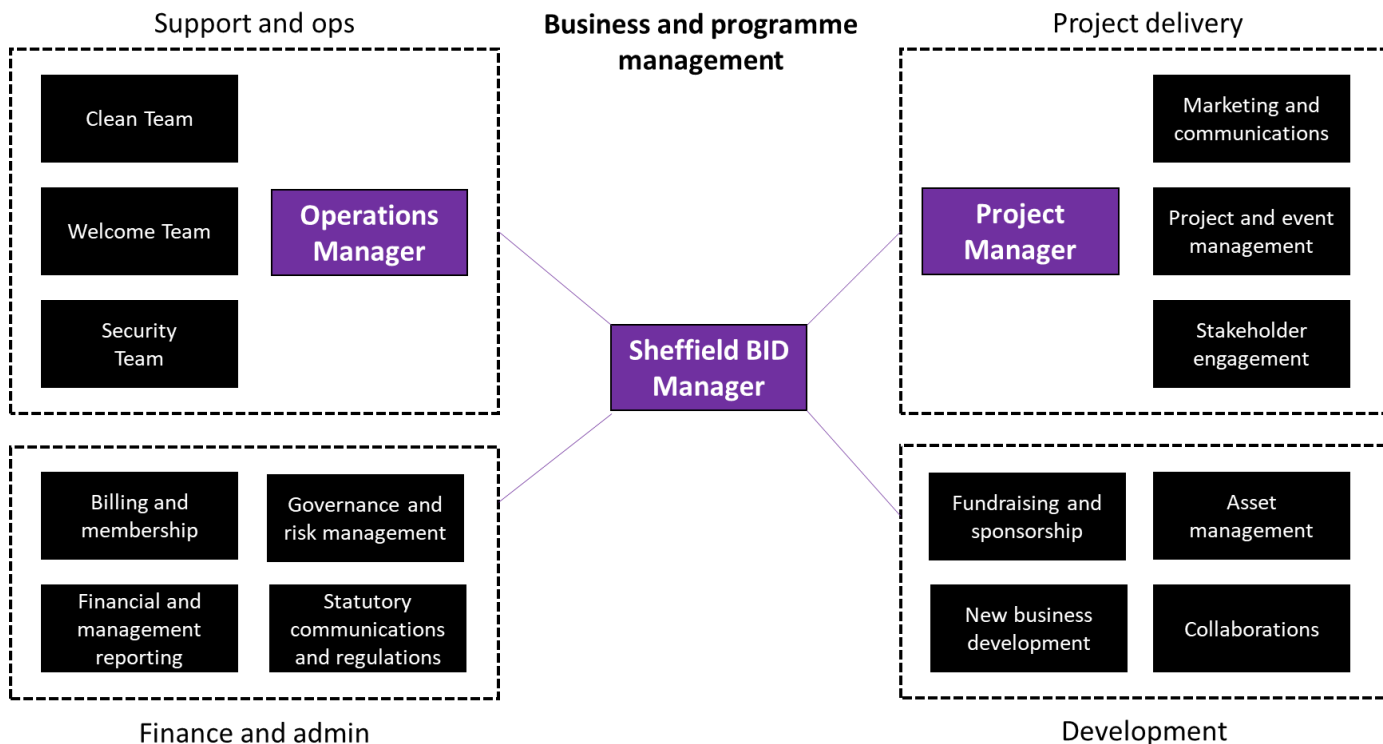 Support and ops
Business and programme
management
Project delivery
Clean Team
Welcome Team
Security
Team
Operations
Manager
Project
Manager
Marketing and
communications
Project and event
management
Stakeholder
engagement
Sheffield BID
Manager
Billing and
membership
Governance and
risk management
Financial and
management
reporting
Statutory
communications
and regulations
Fundraising and
sponsorship
Asset
management
New business
development
Collaborations
Finance and admin
Development